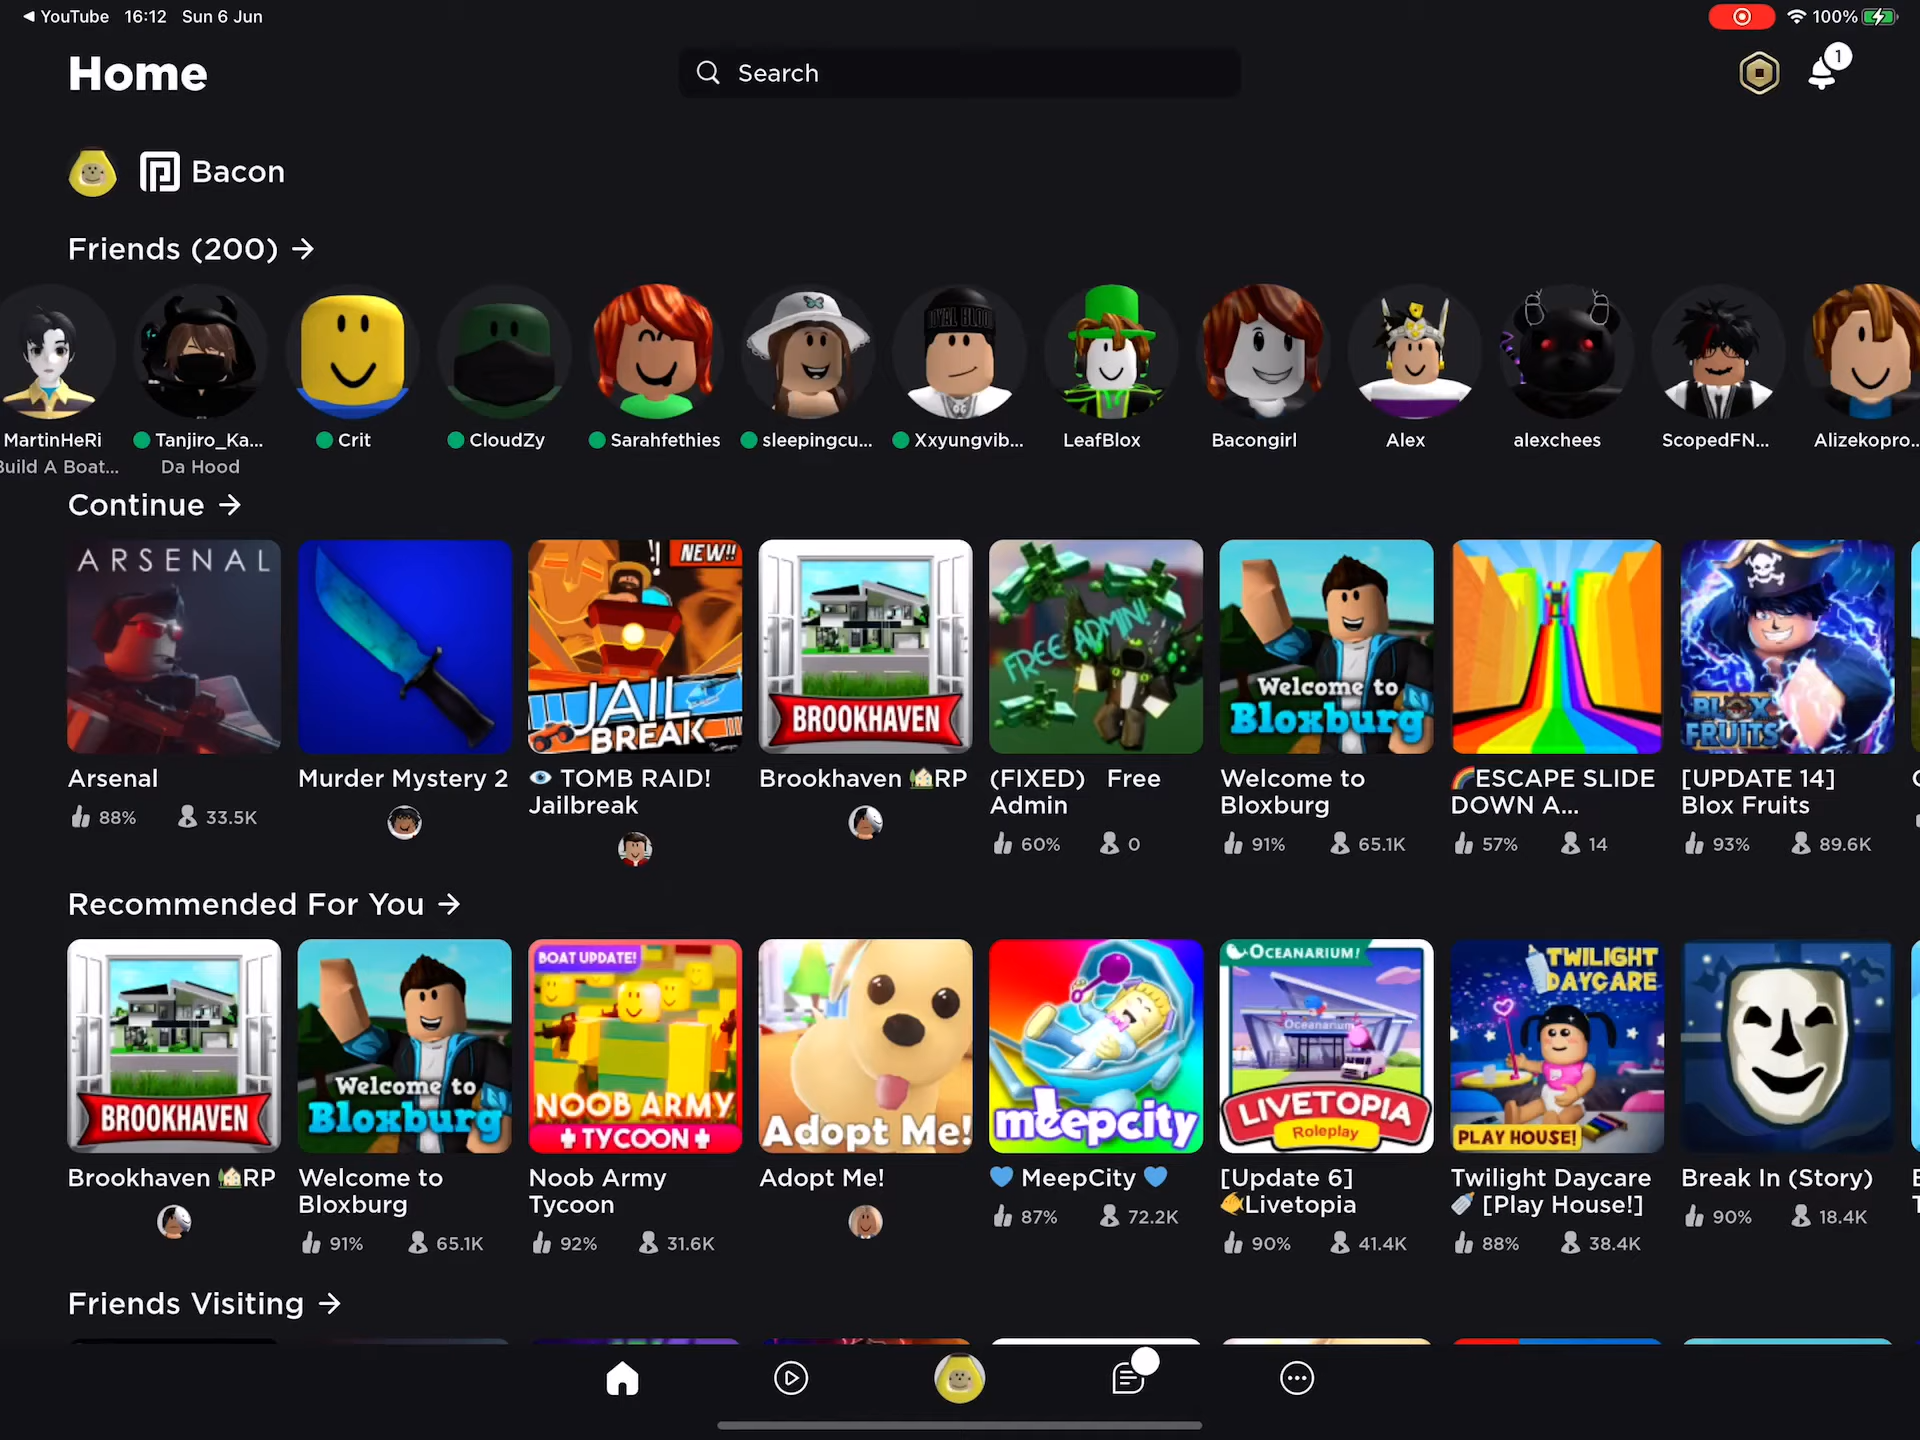 YouTube 16:12 Sun 6 Jun 100%
Home
Search
1
Bacon
Friends (200)
MartinHeRi Tanjiro_Ka... Crit CloudZy Sarahfethies sleepingcu... Xxyungvib... LeafBlox Bacongirl Alex alexchees ScopedFN... Alizekopro...
Build A Boat... Da Hood
Continue
ARSENAL
NEW!!
JAIL
BREAK
BROOKHAVEN
FREE ADMIN!
Welcome to
Bloxburg
BLOX
FRUITS
Arsenal
88% 33.5K
Murder Mystery 2
👁 TOMB RAID!
Jailbreak
Brookhaven 🏡RP
(FIXED) Free
Admin
60% 0
Welcome to
Bloxburg
91% 65.1K
🌈ESCAPE SLIDE
DOWN A...
57% 14
[UPDATE 14]
Blox Fruits
93% 89.6K
Recommended For You
BROOKHAVEN
Welcome to
Bloxburg
BOAT UPDATE!
NOOB ARMY
TYCOON
Adopt Me!
meepcity
OCEANARIUM!
Oceanarium
LIVETOPIA
Roleplay
TWILIGHT
DAYCARE
PLAY HOUSE!
Brookhaven 🏡RP
Welcome to
Bloxburg
91% 65.1K
Noob Army
Tycoon
92% 31.6K
Adopt Me!
💙 MeepCity 💙
87% 72.2K
[Update 6]
🐠Livetopia
90% 41.4K
Twilight Daycare
🍼 [Play House!]
88% 38.4K
Break In (Story)
90% 18.4K
Friends Visiting